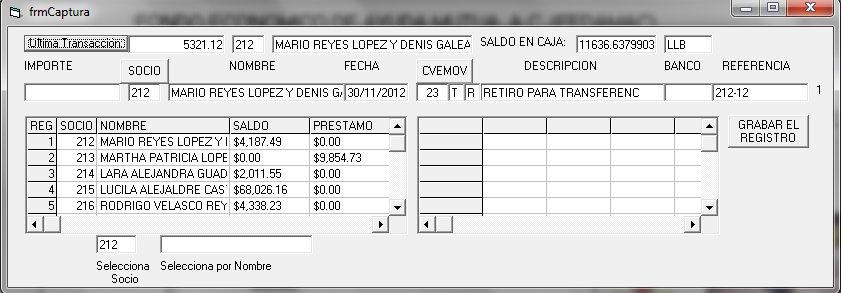 frmCaptura
Ultima Transacción: 5321.12 212 MARIO REYES LOPEZ Y DENIS GALEA SALDO EN CAJA: 11636.6379903 LLB
IMPORTE SOCIO NOMBRE FECHA CVEMOV DESCRIPCION BANCO REFERENCIA
212 MARIO REYES LOPEZ Y DENIS GA 30/11/2012 23 T R RETIRO PARA TRANSFERENC 212-12 1
REG SOCIO NOMBRE SALDO PRESTAMO
1 212 MARIO REYES LOPEZ Y $4,187.49 $0.00
2 213 MARTHA PATRICIA LOPE $0.00 $9,854.73
3 214 LARA ALEJANDRA GUAD $2,011.55 $0.00
4 215 LUCILA ALEJALDRE CAS $68,026.16 $0.00
5 216 RODRIGO VELASCO REY $4,338.23 $0.00
GRABAR EL
REGISTRO
212
Selecciona Selecciona por Nombre
Socio